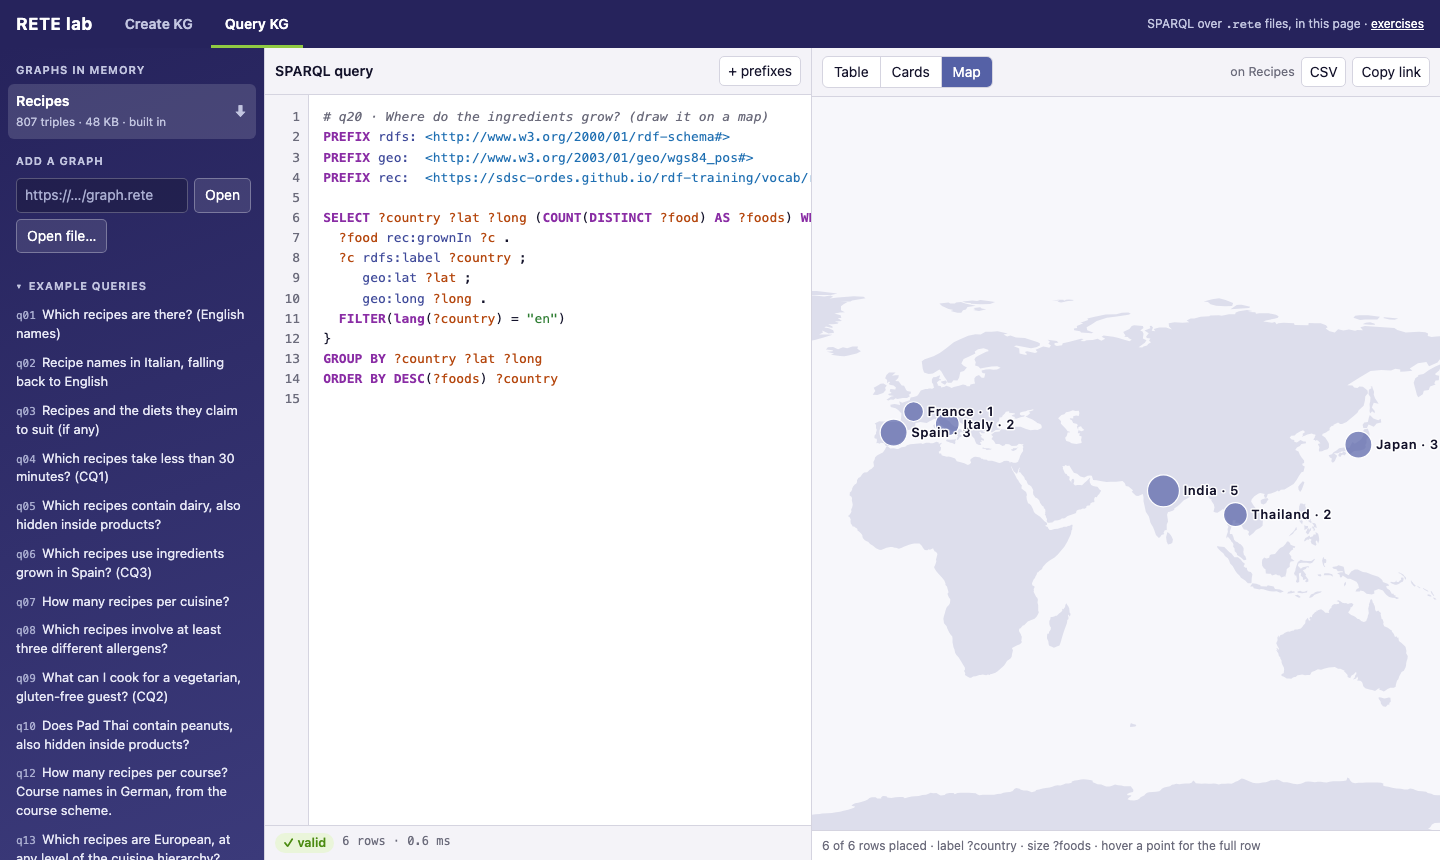 RETE lab
Create KG
Query KG
SPARQL over .rete files, in this page · exercises
GRAPHS IN MEMORY
Recipes
807 triples · 48 KB · built in
ADD A GRAPH
https://.../graph.rete
Open
Open file...
EXAMPLE QUERIES
q01 Which recipes are there? (English
names)
q02 Recipe names in Italian, falling
back to English
q03 Recipes and the diets they claim
to suit (if any)
q04 Which recipes take less than 30
minutes? (CQ1)
q05 Which recipes contain dairy, also
hidden inside products?
q06 Which recipes use ingredients
grown in Spain? (CQ3)
q07 How many recipes per cuisine?
q08 Which recipes involve at least
three different allergens?
q09 What can I cook for a vegetarian,
gluten-free guest? (CQ2)
q10 Does Pad Thai contain peanuts,
also hidden inside products?
q12 How many recipes per course?
Course names in German, from the
course scheme.
q13 Which recipes are European, at
any level of the cuisine hierarchy?
SPARQL query
+ prefixes
1 # q20 · Where do the ingredients grow? (draw it on a map)
2 PREFIX rdfs: <http://www.w3.org/2000/01/rdf-schema#>
3 PREFIX geo: <http://www.w3.org/2003/01/geo/wgs84_pos#>
4 PREFIX rec: <https://sdsc-ordes.github.io/rdf-training/vocab/
5
6 SELECT ?country ?lat ?long (COUNT(DISTINCT ?food) AS ?foods)
7 ?food rec:grownIn ?c .
8 ?c rdfs:label ?country ;
9 geo:lat ?lat ;
10 geo:long ?long .
11 FILTER(lang(?country) = "en")
12 }
13 GROUP BY ?country ?lat ?long
14 ORDER BY DESC(?foods) ?country
15
✓ valid
6 rows · 0.6 ms
Table
Cards
Map
on Recipes
CSV
Copy link
France · 1
Italy · 2
Spain · 3
Japan · 3
India · 5
Thailand · 2
6 of 6 rows placed · label ?country · size ?foods · hover a point for the full row